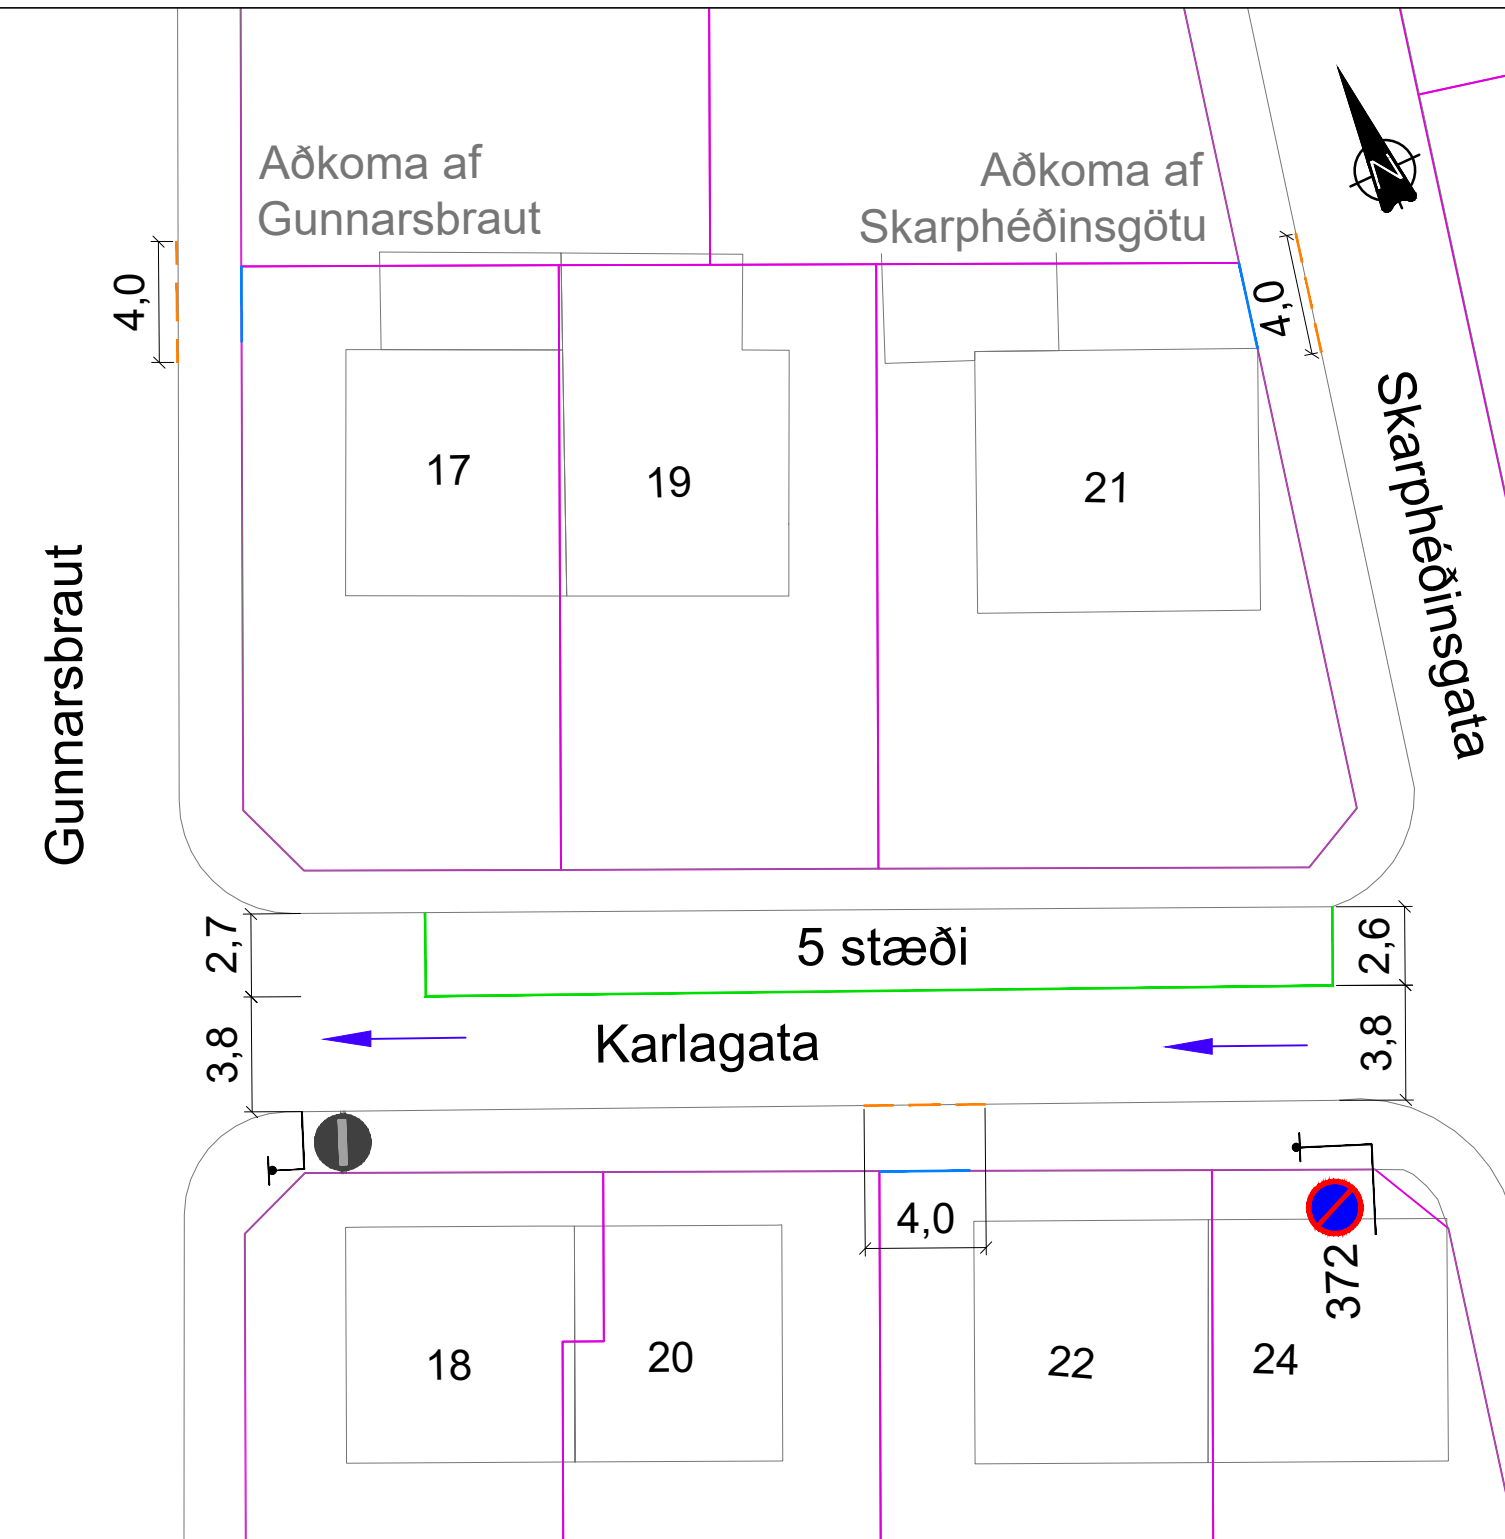 Aðkoma af
Gunnarsbraut
Aðkoma af
Skarphéðinsgötu
N
4,0
4,0
17
19
21
Gunnarsbraut
Skarphéðinsgata
2,7
5 stæði
2,6
3,8
Karlagata
3,8
4,0
372
18
20
22
24